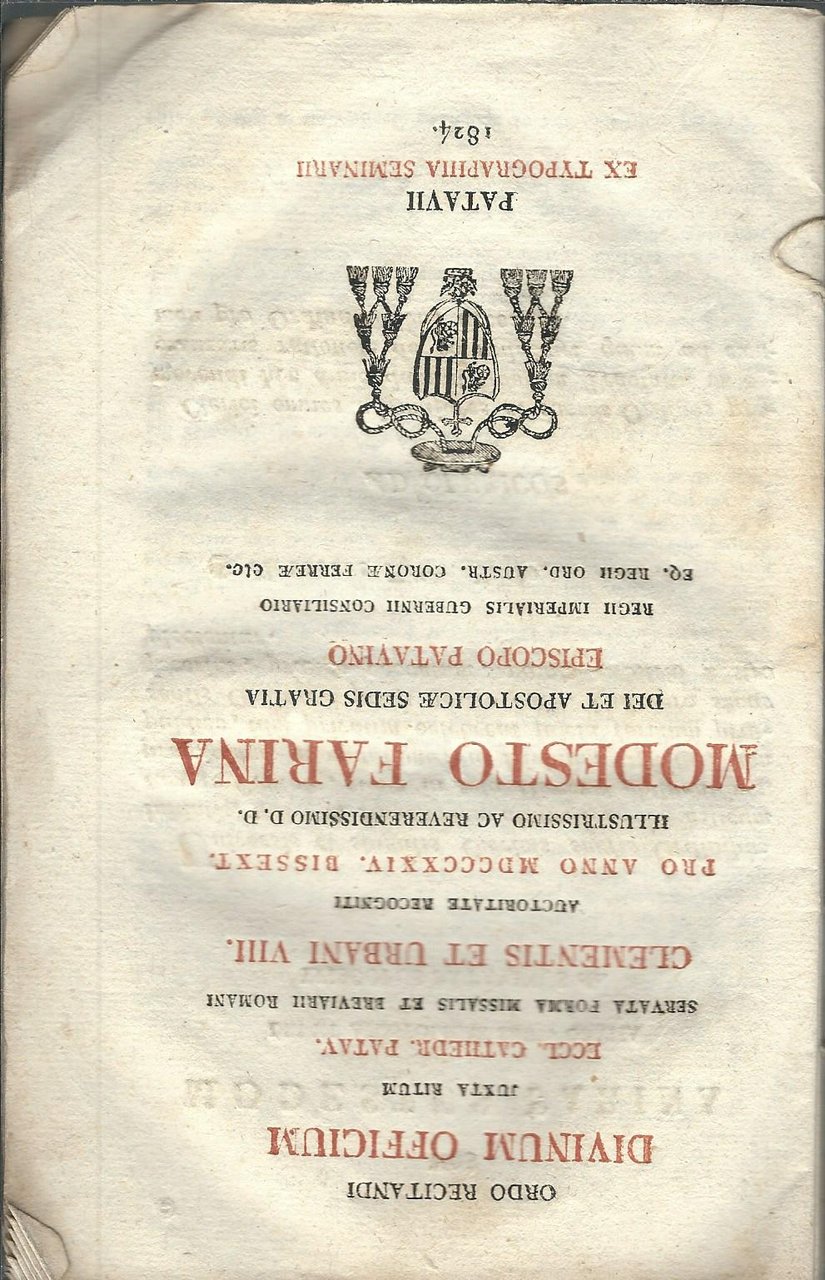 ORDO RECITANDI
DIVINUM OFFICIUM
JUXTA RITUM
ECCL. CATHEDR. PATAV.
SERVATA FORMA MISSALIS ET BREVIARII ROMANI
CLEMENTIS ET URBANI VIII.
AUCTORITATE RECOGNITI
PRO ANNO MDCCCXXIV. BISSEXT.
ILLUSTRISSIMO AC REVERENDISSIMO D. D.
MODESTO FARINA
DEI ET APOSTOLICÆ SEDIS GRATIA
EPISCOPO PATAVINO
REGII IMPERIALIS GUBERNII CONSILIARIO
EQ. REGII ORD. AUSTR. CORONÆ FERREÆ etc.
PATAVII
EX TYPOGRAPHIA SEMINARII
1824.